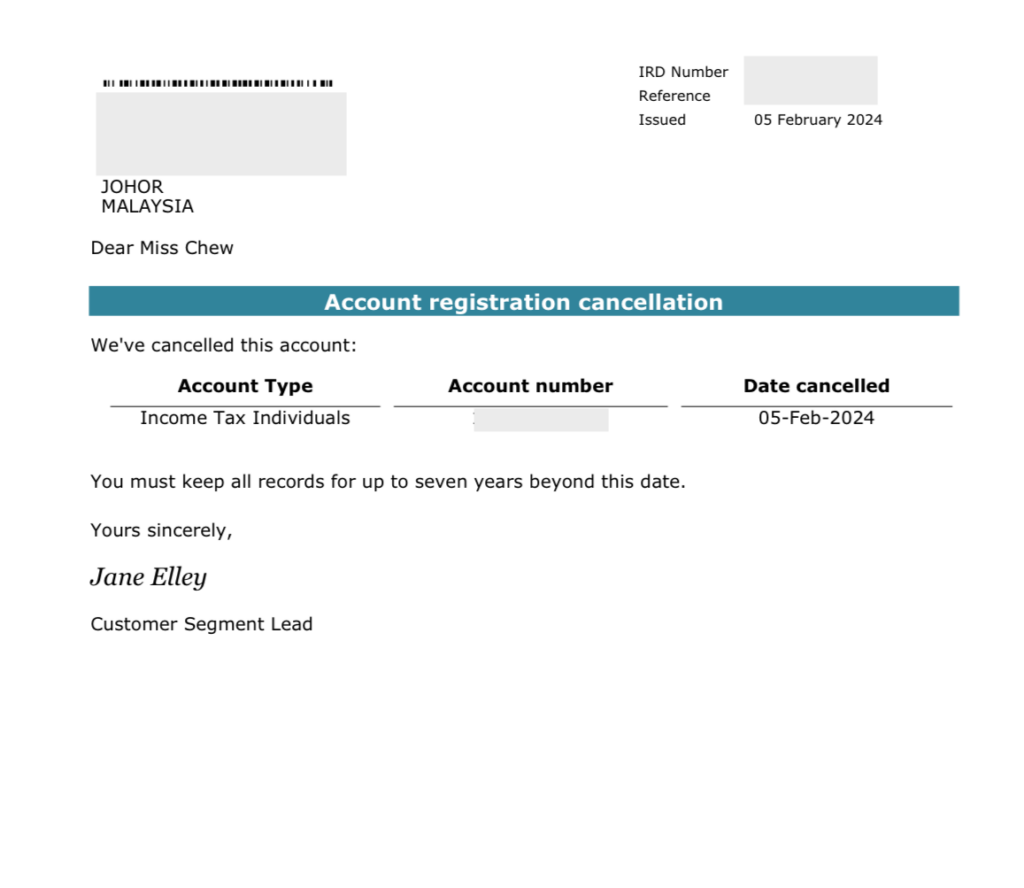 IRD Number
Reference
Issued 05 February 2024
JOHOR
MALAYSIA
Dear Miss Chew
Account registration cancellation
We've cancelled this account:
Account Type Account number Date cancelled
Income Tax Individuals 05-Feb-2024
You must keep all records for up to seven years beyond this date.
Yours sincerely,
Jane Elley
Customer Segment Lead